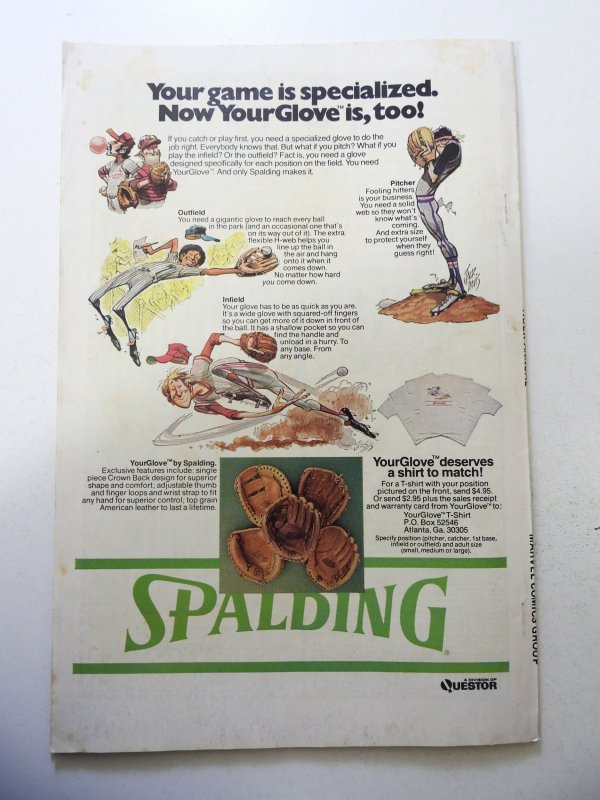 Your game is specialized.
Now YourGlove™ is, too!
If you catch or play first, you need a specialized glove to do the
job right. Everybody knows that. But what if you pitch? What if you
play the infield? Or the outfield? Fact is, you need a glove
designed specifically for each position on the field. You need
YourGlove™. And only Spalding makes it.
Pitcher
Fooling hitters
is your business.
You need a solid
web so they won't
know what's
coming.
And extra size
to protect yourself
when they
guess right!
Outfield
You need a gigantic glove to reach every ball
in the park (and an occasional one that's
on its way out of it). The extra
flexible H-web helps you
line up the ball in
the air and hang
onto it when it
comes down.
No matter how hard
you come down.
Infield
Your glove has to be as quick as you are.
It's a wide glove with squared-off fingers
so you can get more of it down in front of
the ball. It has a shallow pocket so you can
find the handle and
unload in a hurry. To
any base. From
any angle.
YourGlove™ by Spalding.
Exclusive features include: single
piece Crown Back design for superior
shape and comfort; adjustable thumb
and finger loops and wrist strap to fit
any hand for superior control; top grain
American leather to last a lifetime.
YourGlove™ deserves
a shirt to match!
For a T-shirt with your position
pictured on the front, send $4.95.
Or send $2.95 plus the sales receipt
and warranty card from YourGlove™ to:
YourGlove™ T-Shirt
P.O. Box 52546
Atlanta, Ga. 30305
Specify position (pitcher, catcher, 1st base,
infield or outfield) and adult size
(small, medium or large).
SPALDING®
A DIVISION OF
QUESTOR
MARVEL COMICS GROUP